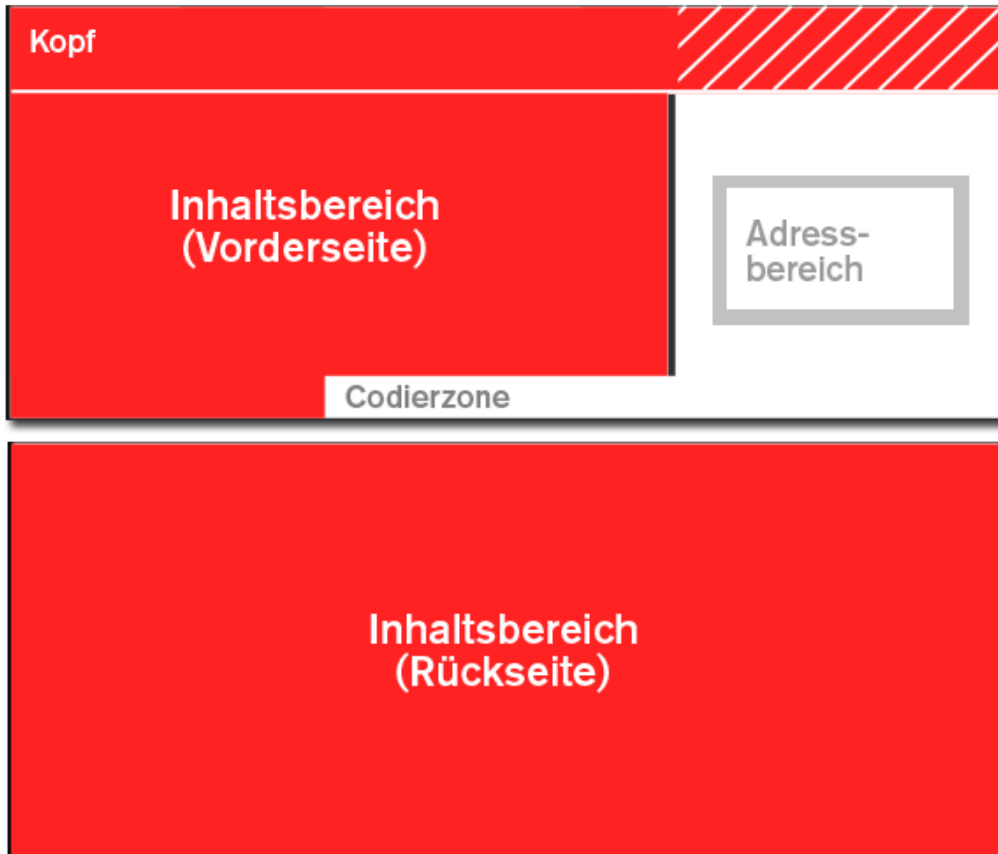 Kopf
Inhaltsbereich
(Vorderseite)
Adress-
bereich
Codierzone
Inhaltsbereich
(Rückseite)